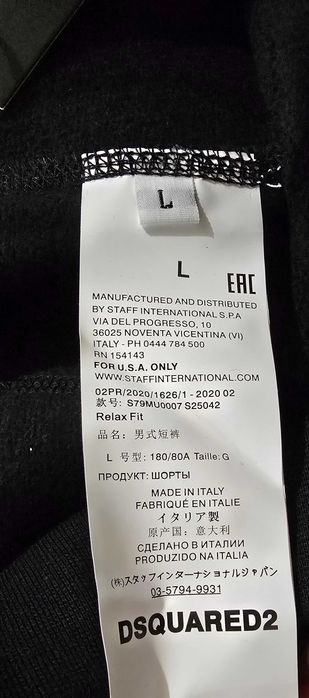 L
L EAC
MANUFACTURED AND DISTRIBUTED
BY STAFF INTERNATIONAL S.P.A
VIA DEL PROGRESSO, 10
36025 NOVENTA VICENTINA (VI)
ITALY - PH 0444 784 500
RN 154143
FOR U.S.A. ONLY
WWW.STAFFINTERNATIONAL.COM
02PR/2020/1626/1 - 2020 02
款号: S79MU0007 S25042
Relax Fit
品名: 男式短裤
L 号型: 180/80A Taille: G
ПРОДУКТ: ШОРТЫ
MADE IN ITALY
FABRIQUÉ EN ITALIE
イタリア製
原产国: 意大利
СДЕЛАНО В ИТАЛИИ
PRODUZIDO NA ITALIA
(株)スタッフインターナショナルジャパン
03-5794-9931
DSQUARED2